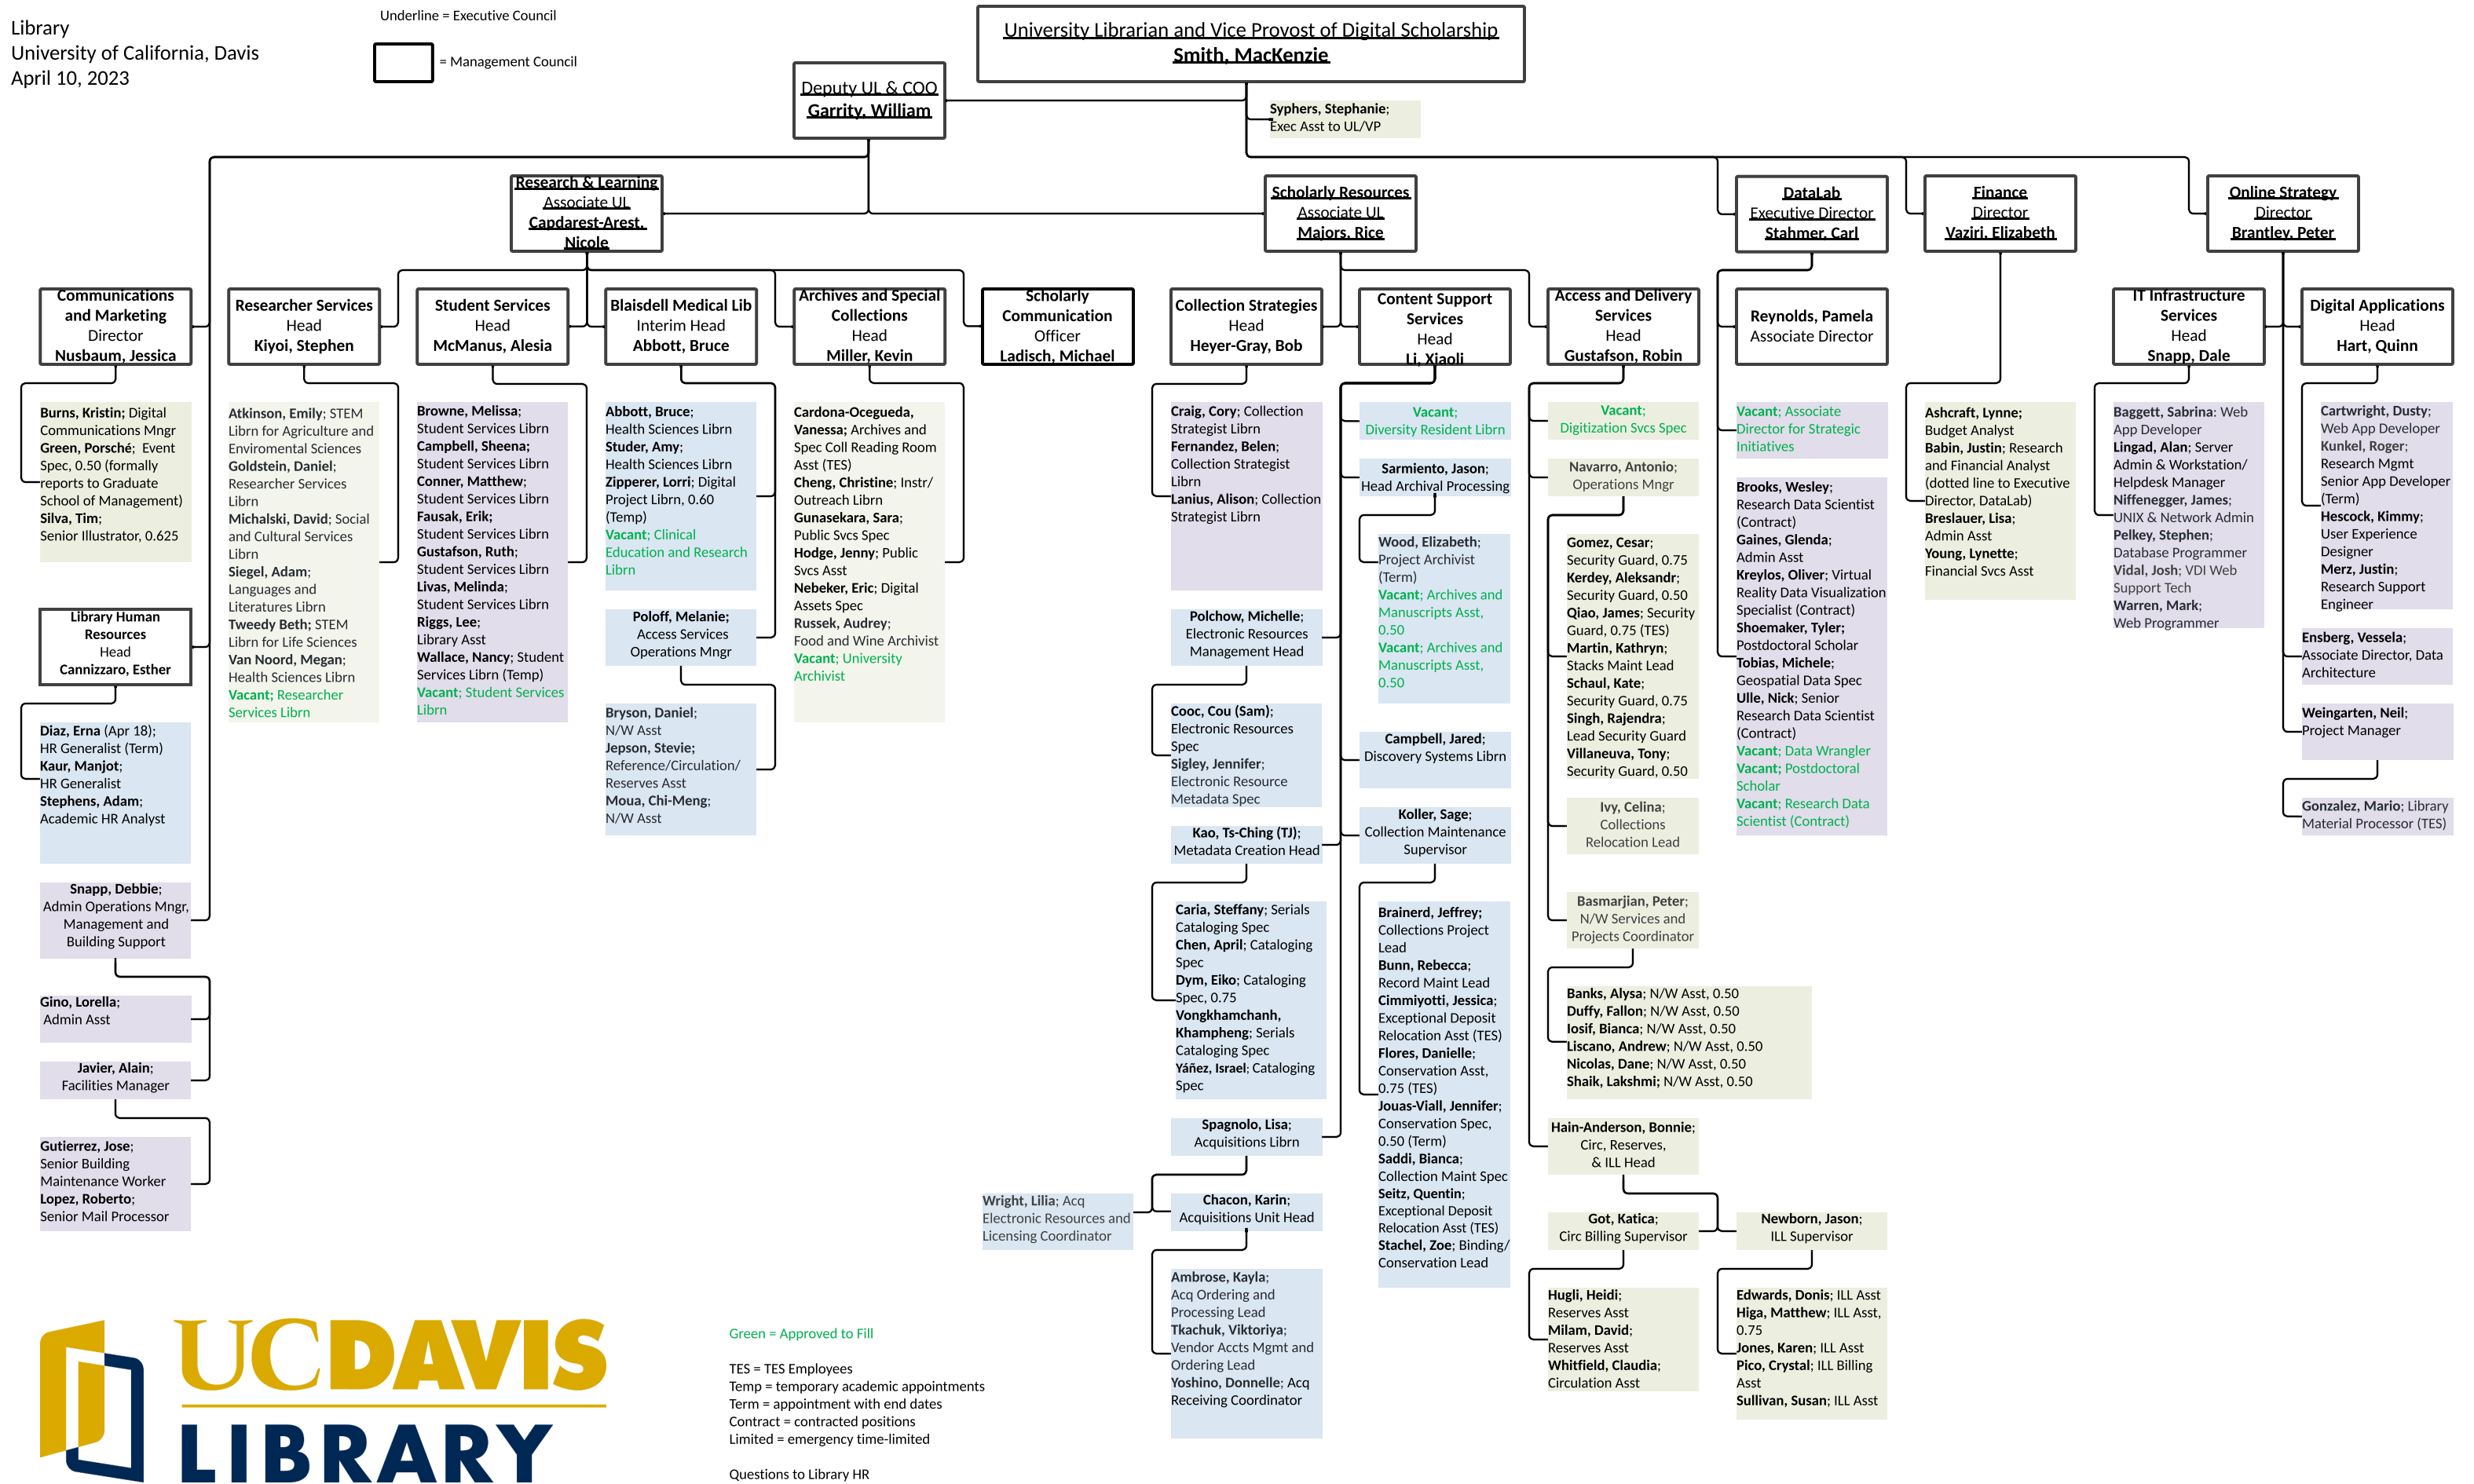 Library
University of California, Davis
April 10, 2023
Underline = Executive Council
= Management Council
University Librarian and Vice Provost of Digital Scholarship
Smith, MacKenzie
Deputy UL & COO
Garrity, William
Syphers, Stephanie;
Exec Asst to UL/VP
Research & Learning
Associate UL
Capdarest-Arest,
Nicole
Scholarly Resources
Associate UL
Majors, Rice
DataLab
Executive Director
Stahmer, Carl
Finance
Director
Vaziri, Elizabeth
Online Strategy
Director
Brantley, Peter
Communications
and Marketing
Director
Nusbaum, Jessica
Researcher Services
Head
Kiyoi, Stephen
Student Services
Head
McManus, Alesia
Blaisdell Medical Lib
Interim Head
Abbott, Bruce
Archives and Special
Collections
Head
Miller, Kevin
Scholarly
Communication
Officer
Ladisch, Michael
Collection Strategies
Head
Heyer-Gray, Bob
Content Support
Services
Head
Li, Xiaoli
Access and Delivery
Services
Head
Gustafson, Robin
Reynolds, Pamela
Associate Director
IT Infrastructure
Services
Head
Snapp, Dale
Digital Applications
Head
Hart, Quinn
Burns, Kristin; Digital
Communications Mngr
Green, Porsché; Event
Spec, 0.50 (formally
reports to Graduate
School of Management)
Silva, Tim;
Senior Illustrator, 0.625
Library Human
Resources
Head
Cannizzaro, Esther
Diaz, Erna (Apr 18);
HR Generalist (Term)
Kaur, Manjot;
HR Generalist
Stephens, Adam;
Academic HR Analyst
Snapp, Debbie;
Admin Operations Mngr,
Management and
Building Support
Gino, Lorella;
Admin Asst
Javier, Alain;
Facilities Manager
Gutierrez, Jose;
Senior Building
Maintenance Worker
Lopez, Roberto;
Senior Mail Processor
Atkinson, Emily; STEM
Librn for Agriculture and
Enviromental Sciences
Goldstein, Daniel;
Researcher Services
Librn
Michalski, David; Social
and Cultural Services
Librn
Siegel, Adam;
Languages and
Literatures Librn
Tweedy Beth; STEM
Librn for Life Sciences
Van Noord, Megan;
Health Sciences Librn
Vacant; Researcher
Services Librn
Browne, Melissa;
Student Services Librn
Campbell, Sheena;
Student Services Librn
Conner, Matthew;
Student Services Librn
Fausak, Erik;
Student Services Librn
Gustafson, Ruth;
Student Services Librn
Livas, Melinda;
Student Services Librn
Riggs, Lee;
Library Asst
Wallace, Nancy; Student
Services Librn (Temp)
Vacant; Student Services
Librn
Abbott, Bruce;
Health Sciences Librn
Studer, Amy;
Health Sciences Librn
Zipperer, Lorri; Digital
Project Librn, 0.60
(Temp)
Vacant; Clinical
Education and Research
Librn
Poloff, Melanie;
Access Services
Operations Mngr
Bryson, Daniel;
N/W Asst
Jepson, Stevie;
Reference/Circulation/
Reserves Asst
Moua, Chi-Meng;
N/W Asst
Cardona-Ocegueda,
Vanessa; Archives and
Spec Coll Reading Room
Asst (TES)
Cheng, Christine; Instr/
Outreach Librn
Gunasekara, Sara;
Public Svcs Spec
Hodge, Jenny; Public
Svcs Asst
Nebeker, Eric; Digital
Assets Spec
Russek, Audrey;
Food and Wine Archivist
Vacant; University
Archivist
Craig, Cory; Collection
Strategist Librn
Fernandez, Belen;
Collection Strategist
Librn
Lanius, Alison; Collection
Strategist Librn
Polchow, Michelle;
Electronic Resources
Management Head
Cooc, Cou (Sam);
Electronic Resources
Spec
Sigley, Jennifer;
Electronic Resource
Metadata Spec
Kao, Ts-Ching (TJ);
Metadata Creation Head
Caria, Steffany; Serials
Cataloging Spec
Chen, April; Cataloging
Spec
Dym, Eiko; Cataloging
Spec, 0.75
Vongkhamchanh,
Khampheng; Serials
Cataloging Spec
Yáñez, Israel; Cataloging
Spec
Spagnolo, Lisa;
Acquisitions Librn
Wright, Lilia; Acq
Electronic Resources and
Licensing Coordinator
Chacon, Karin;
Acquisitions Unit Head
Ambrose, Kayla;
Acq Ordering and
Processing Lead
Tkachuk, Viktoriya;
Vendor Accts Mgmt and
Ordering Lead
Yoshino, Donnelle; Acq
Receiving Coordinator
Vacant;
Diversity Resident Librn
Sarmiento, Jason;
Head Archival Processing
Wood, Elizabeth;
Project Archivist
(Term)
Vacant; Archives and
Manuscripts Asst,
0.50
Vacant; Archives and
Manuscripts Asst,
0.50
Campbell, Jared;
Discovery Systems Librn
Koller, Sage;
Collection Maintenance
Supervisor
Brainerd, Jeffrey;
Collections Project
Lead
Bunn, Rebecca;
Record Maint Lead
Cimmiyotti, Jessica;
Exceptional Deposit
Relocation Asst (TES)
Flores, Danielle;
Conservation Asst,
0.75 (TES)
Jouas-Viall, Jennifer;
Conservation Spec,
0.50 (Term)
Saddi, Bianca;
Collection Maint Spec
Seitz, Quentin;
Exceptional Deposit
Relocation Asst (TES)
Stachel, Zoe; Binding/
Conservation Lead
Vacant;
Digitization Svcs Spec
Navarro, Antonio;
Operations Mngr
Gomez, Cesar;
Security Guard, 0.75
Kerdey, Aleksandr;
Security Guard, 0.50
Qiao, James; Security
Guard, 0.75 (TES)
Martin, Kathryn;
Stacks Maint Lead
Schaul, Kate;
Security Guard, 0.75
Singh, Rajendra;
Lead Security Guard
Villaneuva, Tony;
Security Guard, 0.50
Ivy, Celina;
Collections
Relocation Lead
Basmarjian, Peter;
N/W Services and
Projects Coordinator
Banks, Alysa; N/W Asst, 0.50
Duffy, Fallon; N/W Asst, 0.50
Iosif, Bianca; N/W Asst, 0.50
Liscano, Andrew; N/W Asst, 0.50
Nicolas, Dane; N/W Asst, 0.50
Shaik, Lakshmi; N/W Asst, 0.50
Hain-Anderson, Bonnie;
Circ, Reserves,
& ILL Head
Got, Katica;
Circ Billing Supervisor
Newborn, Jason;
ILL Supervisor
Hugli, Heidi;
Reserves Asst
Milam, David;
Reserves Asst
Whitfield, Claudia;
Circulation Asst
Edwards, Donis; ILL Asst
Higa, Matthew; ILL Asst,
0.75
Jones, Karen; ILL Asst
Pico, Crystal; ILL Billing
Asst
Sullivan, Susan; ILL Asst
Vacant; Associate
Director for Strategic
Initiatives
Brooks, Wesley;
Research Data Scientist
(Contract)
Gaines, Glenda;
Admin Asst
Kreylos, Oliver; Virtual
Reality Data Visualization
Specialist (Contract)
Shoemaker, Tyler;
Postdoctoral Scholar
Tobias, Michele;
Geospatial Data Spec
Ulle, Nick; Senior
Research Data Scientist
(Contract)
Vacant; Data Wrangler
Vacant; Postdoctoral
Scholar
Vacant; Research Data
Scientist (Contract)
Ashcraft, Lynne;
Budget Analyst
Babin, Justin; Research
and Financial Analyst
(dotted line to Executive
Director, DataLab)
Breslauer, Lisa;
Admin Asst
Young, Lynette;
Financial Svcs Asst
Baggett, Sabrina: Web
App Developer
Lingad, Alan; Server
Admin & Workstation/
Helpdesk Manager
Niffenegger, James;
UNIX & Network Admin
Pelkey, Stephen;
Database Programmer
Vidal, Josh; VDI Web
Support Tech
Warren, Mark;
Web Programmer
Cartwright, Dusty;
Web App Developer
Kunkel, Roger;
Research Mgmt
Senior App Developer
(Term)
Hescock, Kimmy;
User Experience
Designer
Merz, Justin;
Research Support
Engineer
Ensberg, Vessela;
Associate Director, Data
Architecture
Weingarten, Neil;
Project Manager
Gonzalez, Mario; Library
Material Processor (TES)
UCDAVIS
LIBRARY
Green = Approved to Fill
TES = TES Employees
Temp = temporary academic appointments
Term = appointment with end dates
Contract = contracted positions
Limited = emergency time-limited
Questions to Library HR